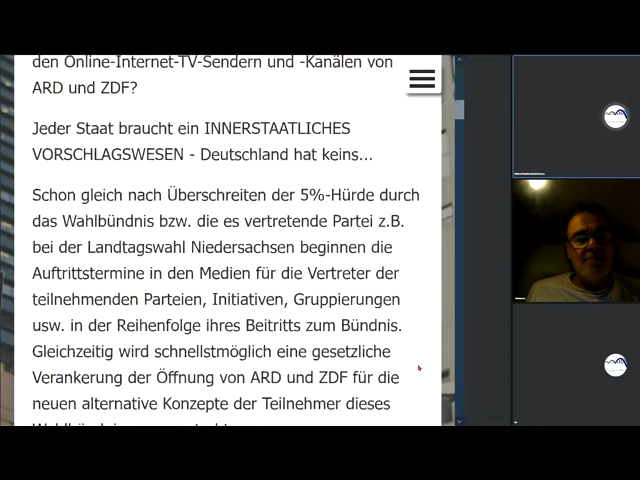 den Online-Internet-TV-Sendern und -Kanälen von
ARD und ZDF?
Jeder Staat braucht ein INNERSTAATLICHES
VORSCHLAGSWESEN - Deutschland hat keins...
Schon gleich nach Überschreiten der 5%-Hürde durch
das Wahlbündnis bzw. die es vertretende Partei z.B.
bei der Landtagswahl Niedersachsen beginnen die
Auftrittstermine in den Medien für die Vertreter der
teilnehmenden Parteien, Initiativen, Gruppierungen
usw. in der Reihenfolge ihres Beitritts zum Bündnis.
Gleichzeitig wird schnellstmöglich eine gesetzliche
Verankerung der Öffnung von ARD und ZDF für die
neuen alternative Konzepte der Teilnehmer dieses